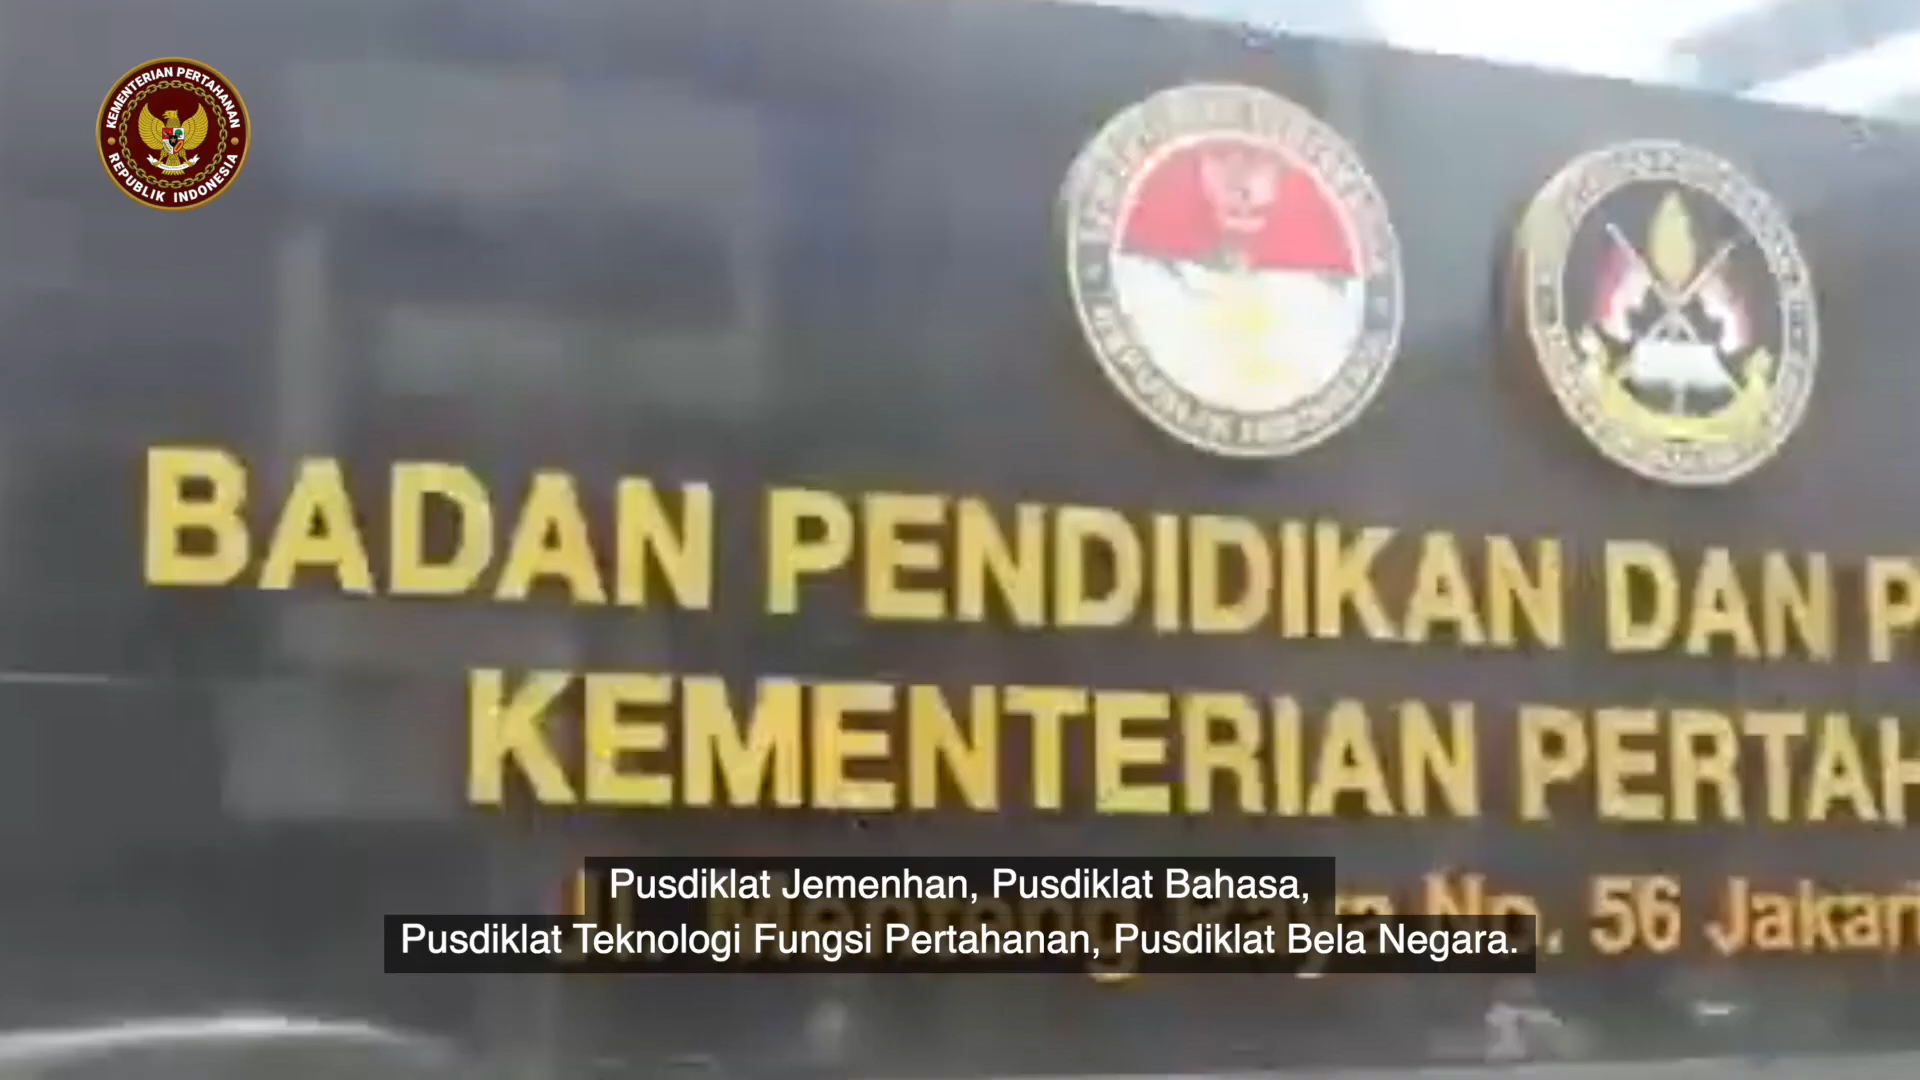 KEMENTERIAN PERTAHANAN
REPUBLIK INDONESIA
BADAN PENDIDIKAN DAN P
KEMENTERIAN PERTAH
No. 56 Jakar
Pusdiklat Jemenhan, Pusdiklat Bahasa,
Pusdiklat Teknologi Fungsi Pertahanan, Pusdiklat Bela Negara.